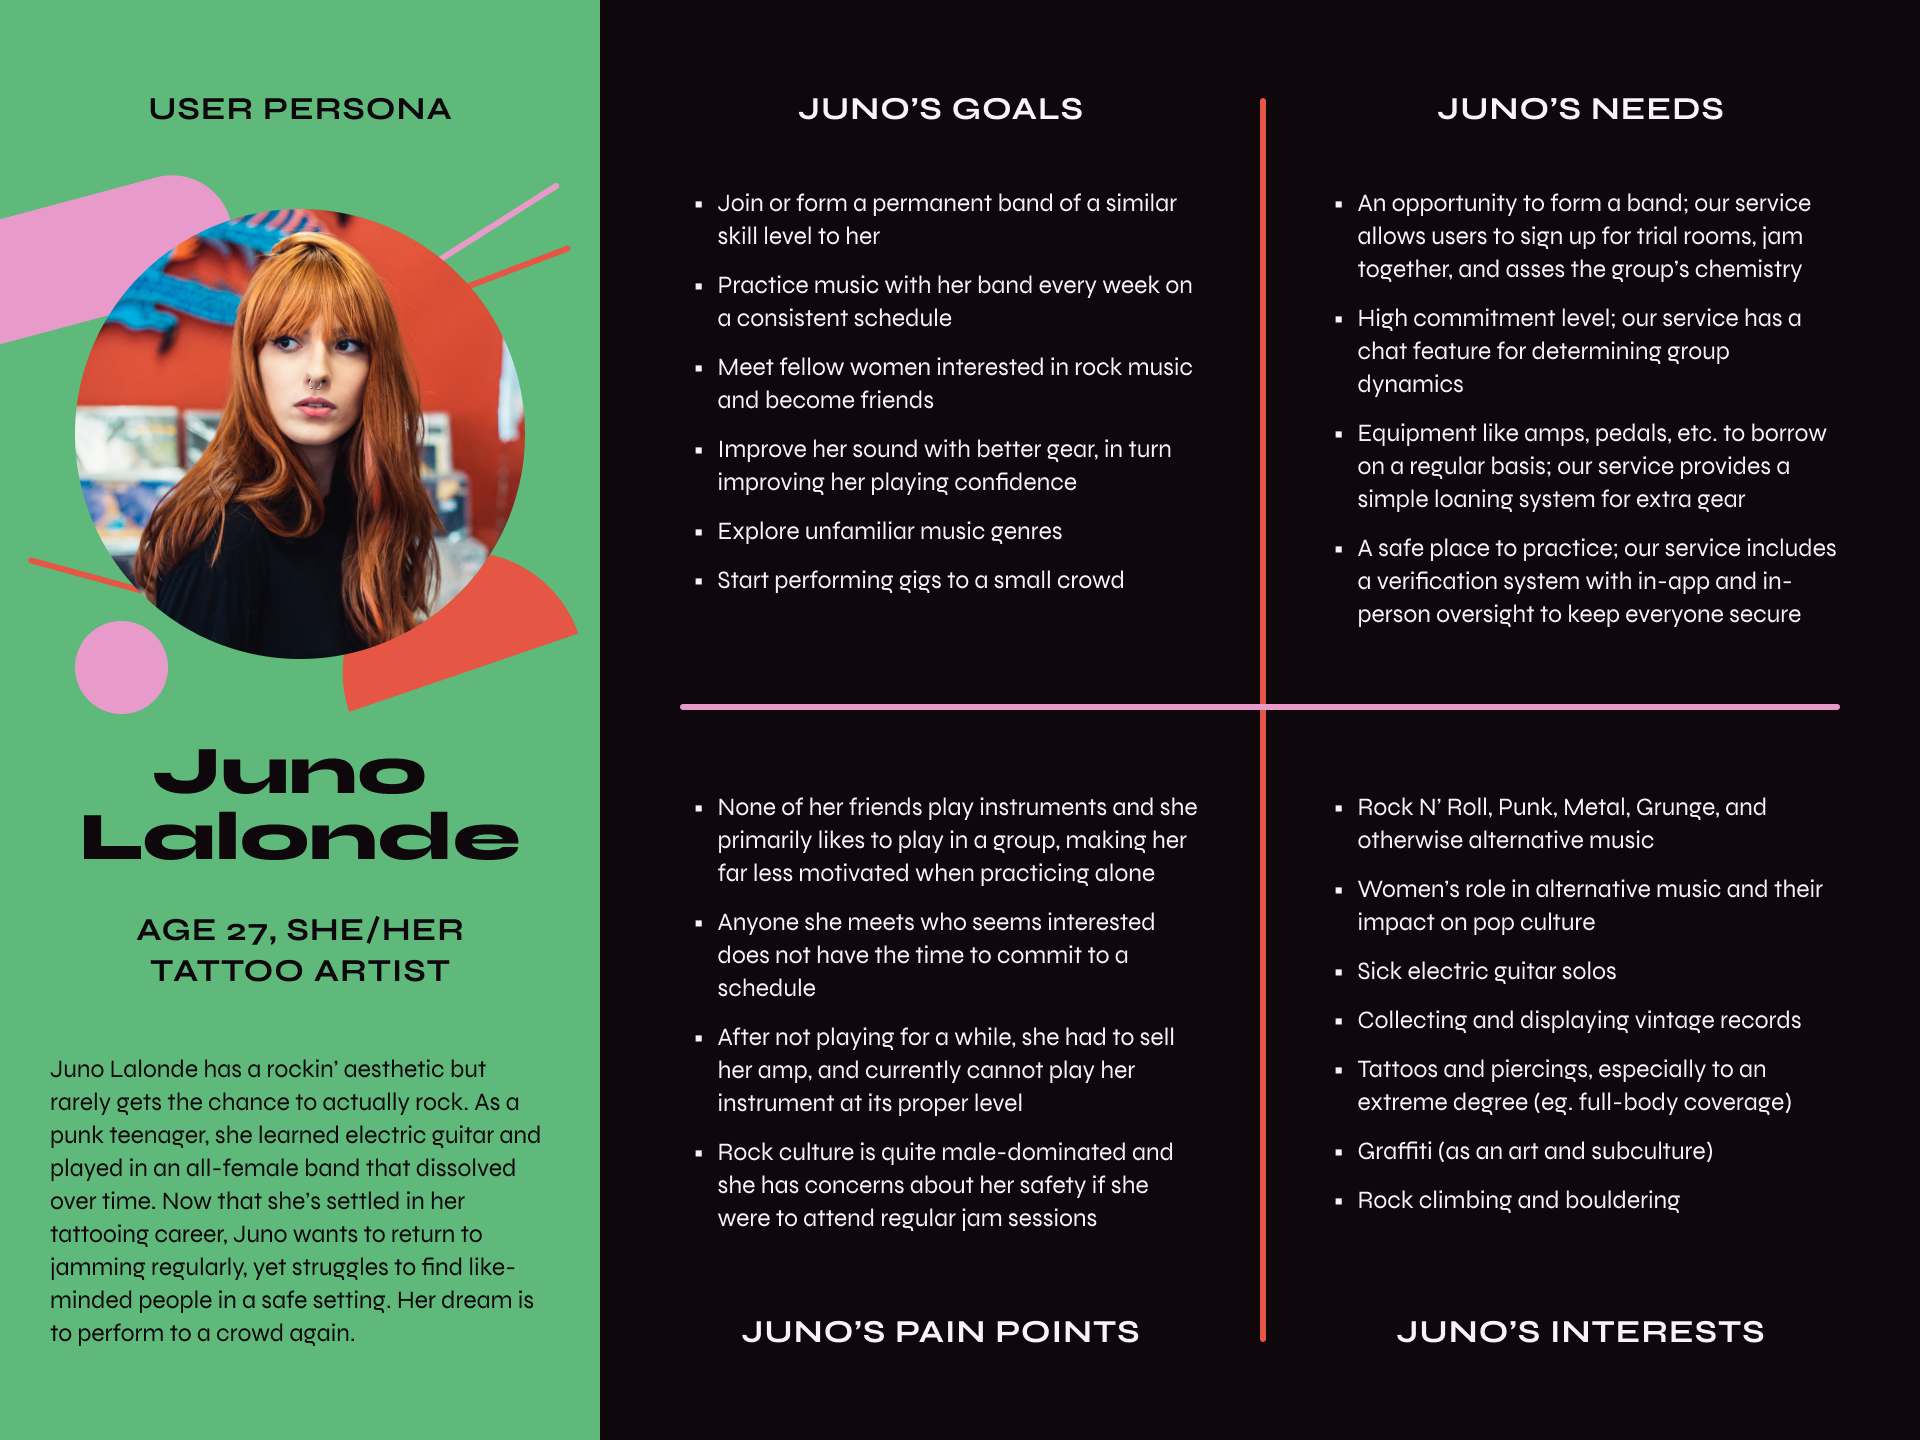 USER PERSONA
Juno
Lalonde
AGE 27, SHE/HER
TATTOO ARTIST
Juno Lalonde has a rockin’ aesthetic but
rarely gets the chance to actually rock. As a
punk teenager, she learned electric guitar and
played in an all-female band that dissolved
over time. Now that she’s settled in her
tattooing career, Juno wants to return to
jamming regularly, yet struggles to find like-
minded people in a safe setting. Her dream is
to perform to a crowd again.
JUNO’S GOALS
▪ Join or form a permanent band of a similar
skill level to her
▪ Practice music with her band every week on
a consistent schedule
▪ Meet fellow women interested in rock music
and become friends
▪ Improve her sound with better gear, in turn
improving her playing confidence
▪ Explore unfamiliar music genres
▪ Start performing gigs to a small crowd
JUNO’S NEEDS
▪ An opportunity to form a band; our service
allows users to sign up for trial rooms, jam
together, and asses the group’s chemistry
▪ High commitment level; our service has a
chat feature for determining group
dynamics
▪ Equipment like amps, pedals, etc. to borrow
on a regular basis; our service provides a
simple loaning system for extra gear
▪ A safe place to practice; our service includes
a verification system with in-app and in-
person oversight to keep everyone secure
▪ None of her friends play instruments and she
primarily likes to play in a group, making her
far less motivated when practicing alone
▪ Anyone she meets who seems interested
does not have the time to commit to a
schedule
▪ After not playing for a while, she had to sell
her amp, and currently cannot play her
instrument at its proper level
▪ Rock culture is quite male-dominated and
she has concerns about her safety if she
were to attend regular jam sessions
JUNO’S PAIN POINTS
▪ Rock N’ Roll, Punk, Metal, Grunge, and
otherwise alternative music
▪ Women’s role in alternative music and their
impact on pop culture
▪ Sick electric guitar solos
▪ Collecting and displaying vintage records
▪ Tattoos and piercings, especially to an
extreme degree (eg. full-body coverage)
▪ Graffiti (as an art and subculture)
▪ Rock climbing and bouldering
JUNO’S INTERESTS